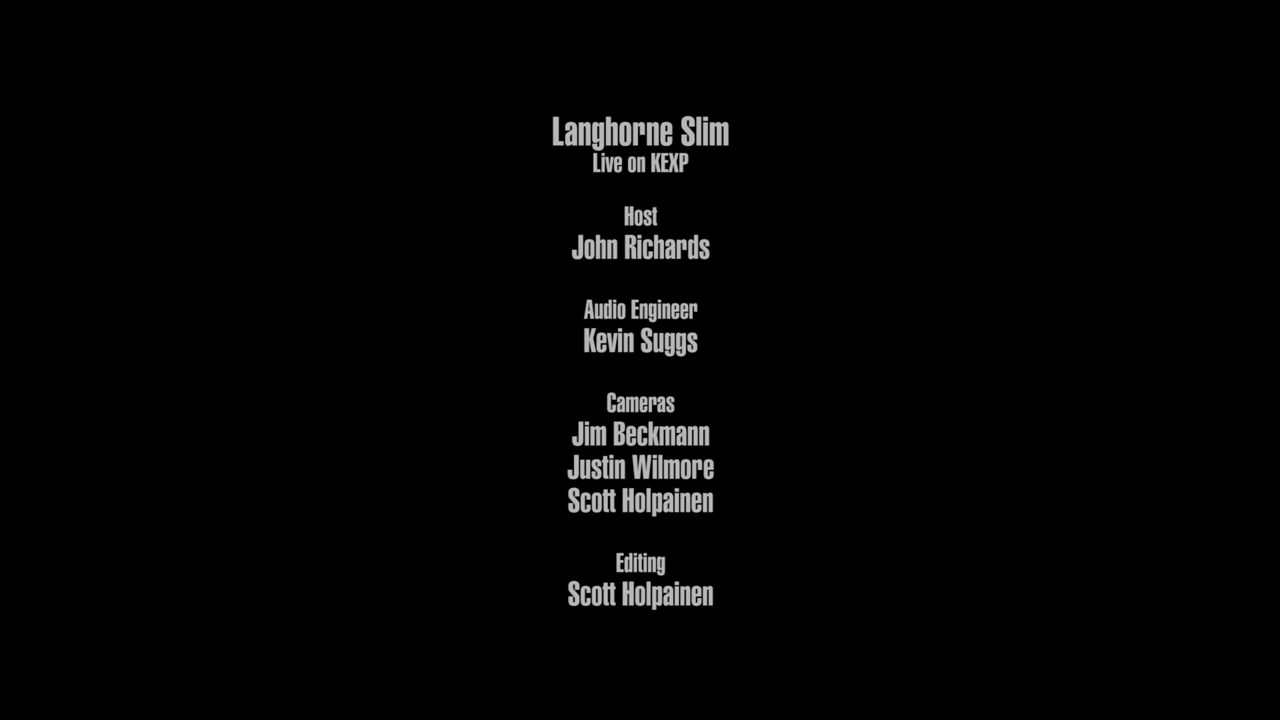 Langhorne Slim
Live on KEXP
Host
John Richards
Audio Engineer
Kevin Suggs
Cameras
Jim Beckmann
Justin Wilmore
Scott Holpainen
Editing
Scott Holpainen